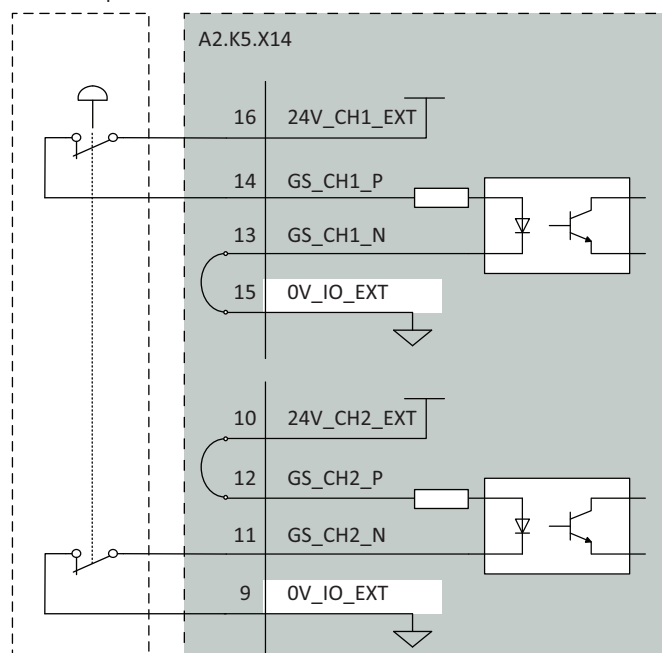 A2.K5.X14
16 24V_CH1_EXT
14 GS_CH1_P
13 GS_CH1_N
15 0V_IO_EXT
10 24V_CH2_EXT
12 GS_CH2_P
11 GS_CH2_N
9 0V_IO_EXT